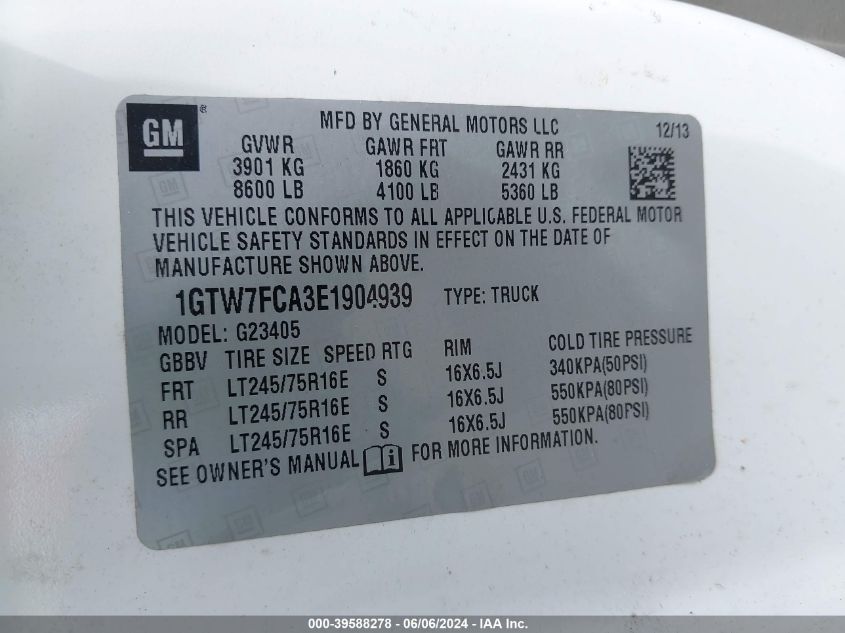 GM ® MFD BY GENERAL MOTORS LLC 12/13
GVWR GAWR FRT GAWR RR
3901 KG 1860 KG 2431 KG
8600 LB 4100 LB 5360 LB
THIS VEHICLE CONFORMS TO ALL APPLICABLE U.S. FEDERAL MOTOR
VEHICLE SAFETY STANDARDS IN EFFECT ON THE DATE OF
MANUFACTURE SHOWN ABOVE.
1GTW7FCA3E1904939 TYPE: TRUCK
MODEL: G23405
GBBV TIRE SIZE SPEED RTG RIM COLD TIRE PRESSURE
FRT LT245/75R16E S 16X6.5J 340KPA(50PSI)
RR LT245/75R16E S 16X6.5J 550KPA(80PSI)
SPA LT245/75R16E S 16X6.5J 550KPA(80PSI)
SEE OWNER'S MANUAL FOR MORE INFORMATION.
000-39588278 - 06/06/2024 - IAA Inc.